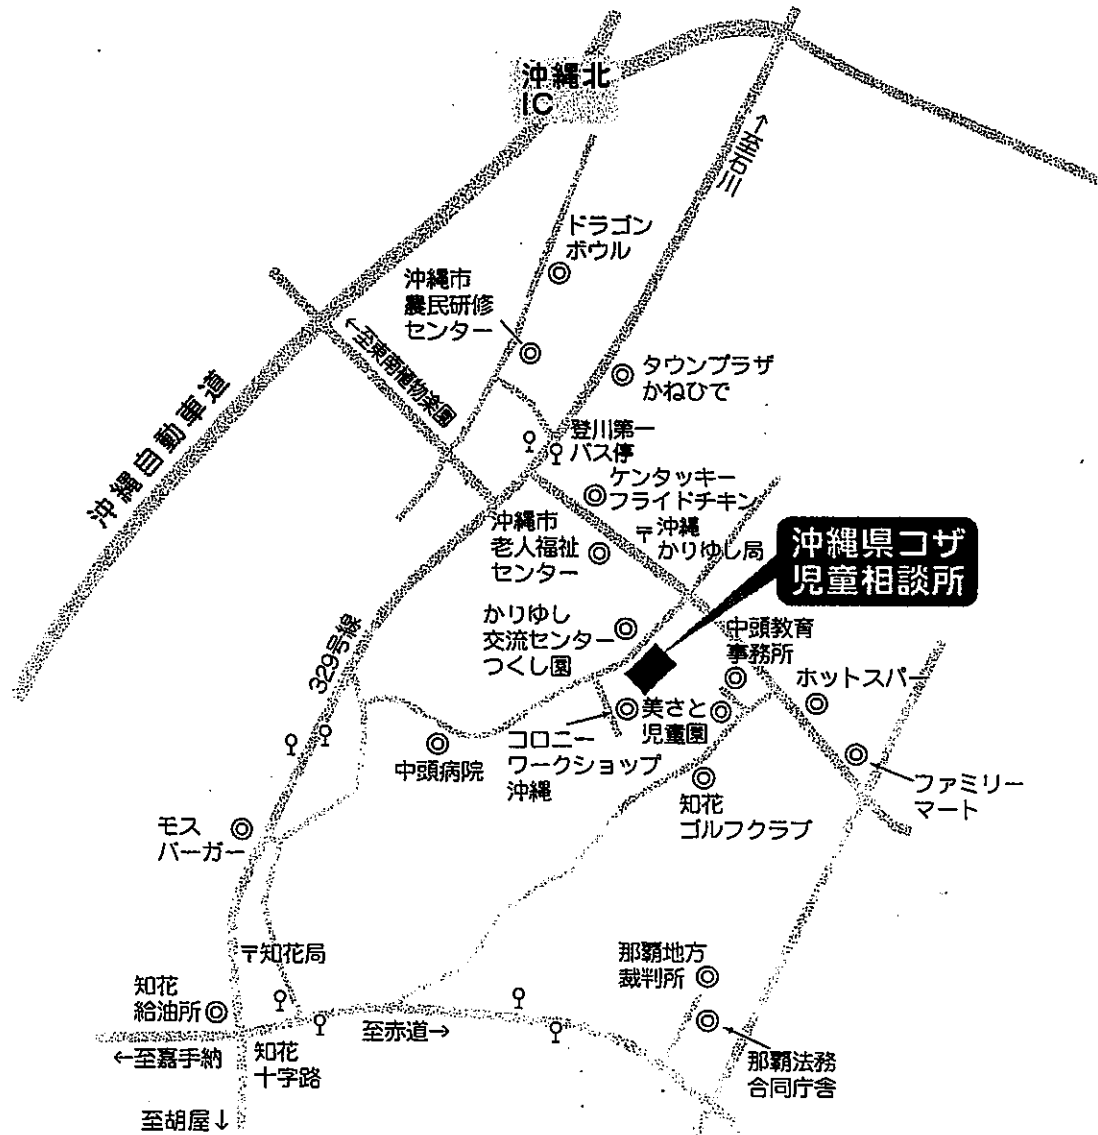 沖縄北
IC
↑至石川
ドラゴン
ボウル
沖縄市
農民研修
センター
←至東南植物楽園
タウンプラザ
かねひで
沖縄自動車道
登川第一
バス停
ケンタッキー
フライドチキン
〒沖縄
かりゆし局
沖縄市
老人福祉
センター
沖縄県コザ
児童相談所
かりゆし
交流センター
つくし園
中頭教育
事務所
329号線
ホットスパー
美さと
児童園
コロニー
ワークショップ
沖縄
中頭病院
ファミリー
マート
知花
ゴルフクラブ
モス
バーガー
〒知花局
那覇地方
裁判所
知花
給油所
至赤道→
←至嘉手納
知花
十字路
那覇法務
合同庁舎
至胡屋↓